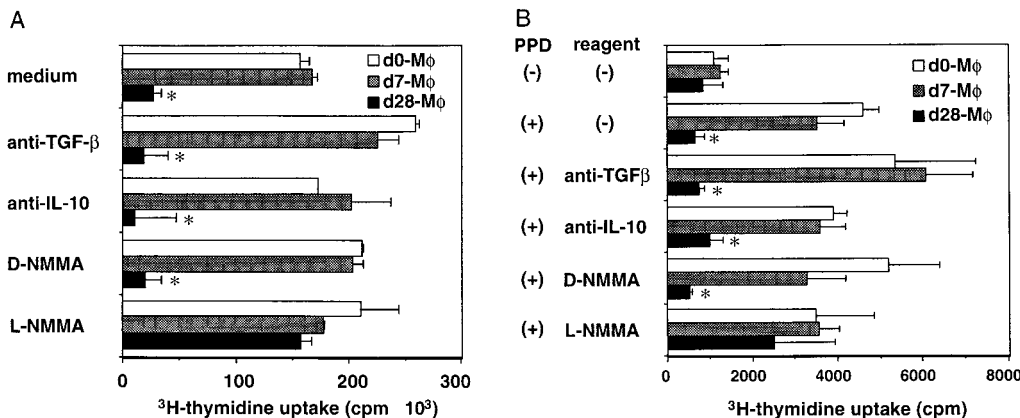 A
medium
anti-TGF-β
anti-IL-10
D-NMMA
L-NMMA
d0-Mϕ
d7-Mϕ
d28-Mϕ
*
*
*
*
0 100 200 300
³H-thymidine uptake (cpm 10³)
B
PPD reagent
(-) (-)
(+) (-)
(+) anti-TGFβ
(+) anti-IL-10
(+) D-NMMA
(+) L-NMMA
d0-Mϕ
d7-Mϕ
d28-Mϕ
*
*
*
*
0 2000 4000 6000 8000
³H-thymidine uptake (cpm)